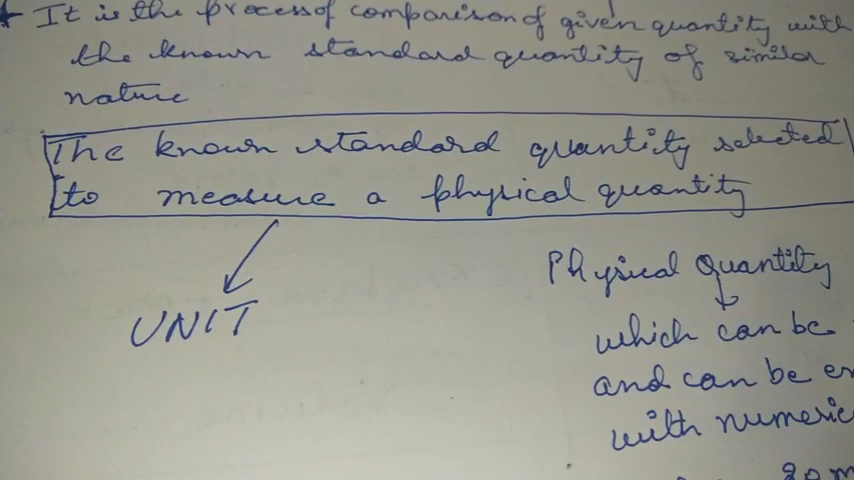 It is the process of comparison of given quantity with
the known standard quantity of similar
nature
The known standard quantity selected
to measure a physical quantity
UNIT
Physical Quantity
which can be
and can be
with